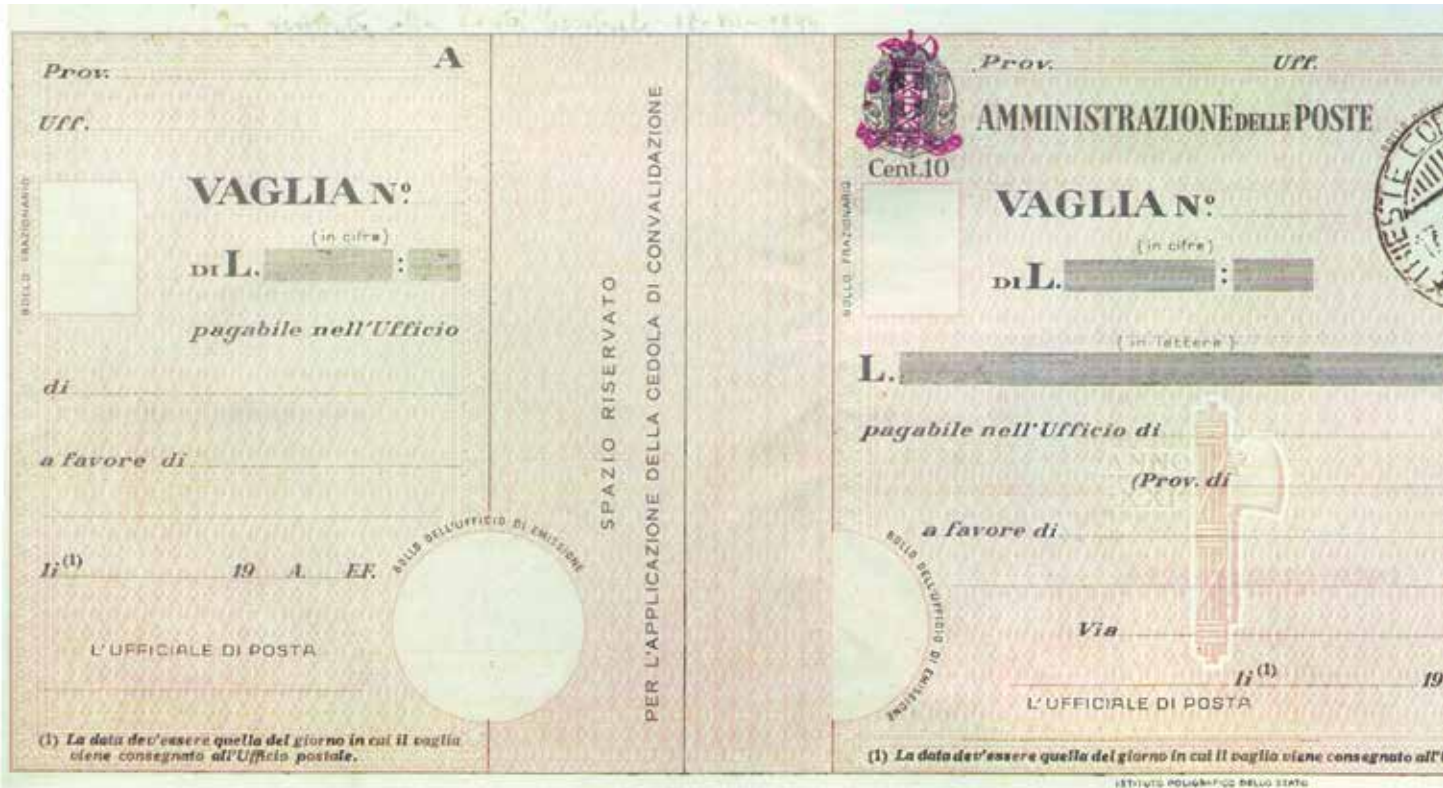 Prov.
A
Uff.
VAGLIA Nº
(in cifre)
DI L. :
pagabile nell'Ufficio
di
a favore di
li (1) 19 A. EF.
BOLLO DELL'UFFICIO DI EMISSIONE
L'UFFICIALE DI POSTA
(1) La data dev'essere quella del giorno in cui il vaglia
viene consegnato all'Ufficio postale.
BOLLO FRAZIONARIO
SPAZIO RISERVATO
PER L'APPLICAZIONE DELLA CEDOLA DI CONVALIDAZIONE
Prov. Uff.
AMMINISTRAZIONE DELLE POSTE
Cent. 10
BOLLO FRAZIONARIO
VAGLIA Nº
(in cifre)
DI L. :
(in lettere)
L.
pagabile nell'Ufficio di
ANNO
(Prov. di
a favore di
BOLLO DELL'UFFICIO DI EMISSIONE
Via
li (1) 19
L'UFFICIALE DI POSTA
(1) La data dev'essere quella del giorno in cui il vaglia viene consegnato all'
ISTITUTO POLIGRAFICO DELLO STATO
TRIESTE